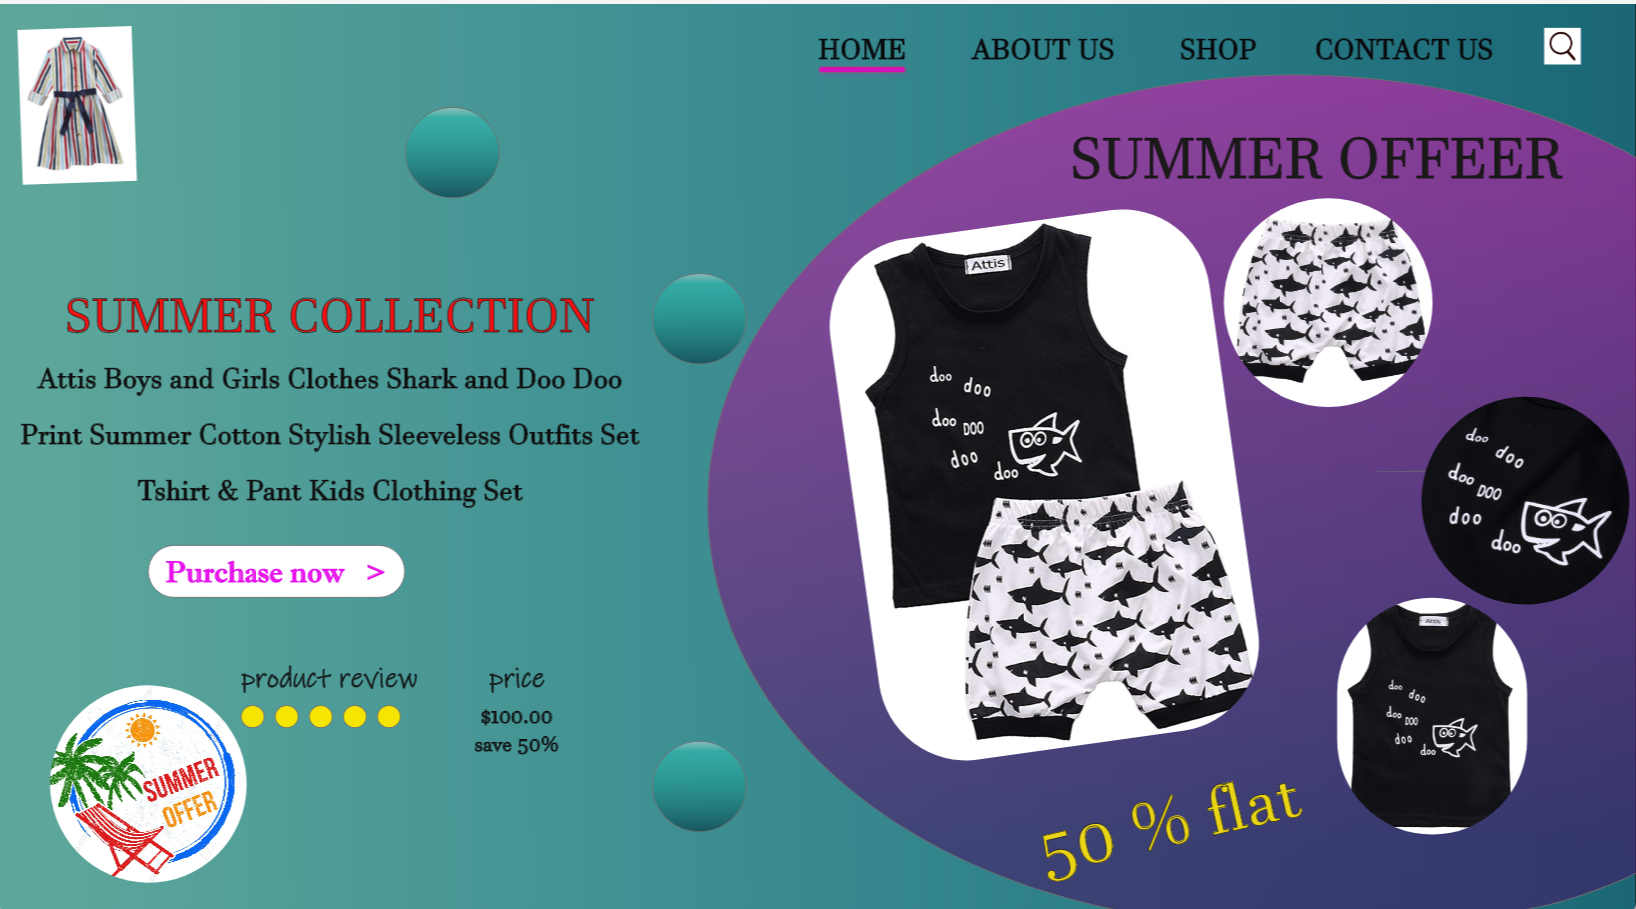 HOME ABOUT US SHOP CONTACT US
SUMMER OFFEER
SUMMER COLLECTION
Attis Boys and Girls Clothes Shark and Doo Doo
Print Summer Cotton Stylish Sleeveless Outfits Set
Tshirt & Pant Kids Clothing Set
Purchase now >
product review
price
$100.00
save 50%
SUMMER
OFFER
Attis
doo doo
doo DOO
doo
doo
doo doo
doo DOO
doo
doo
Attis
doo doo
doo DOO
doo
doo
50 % flat